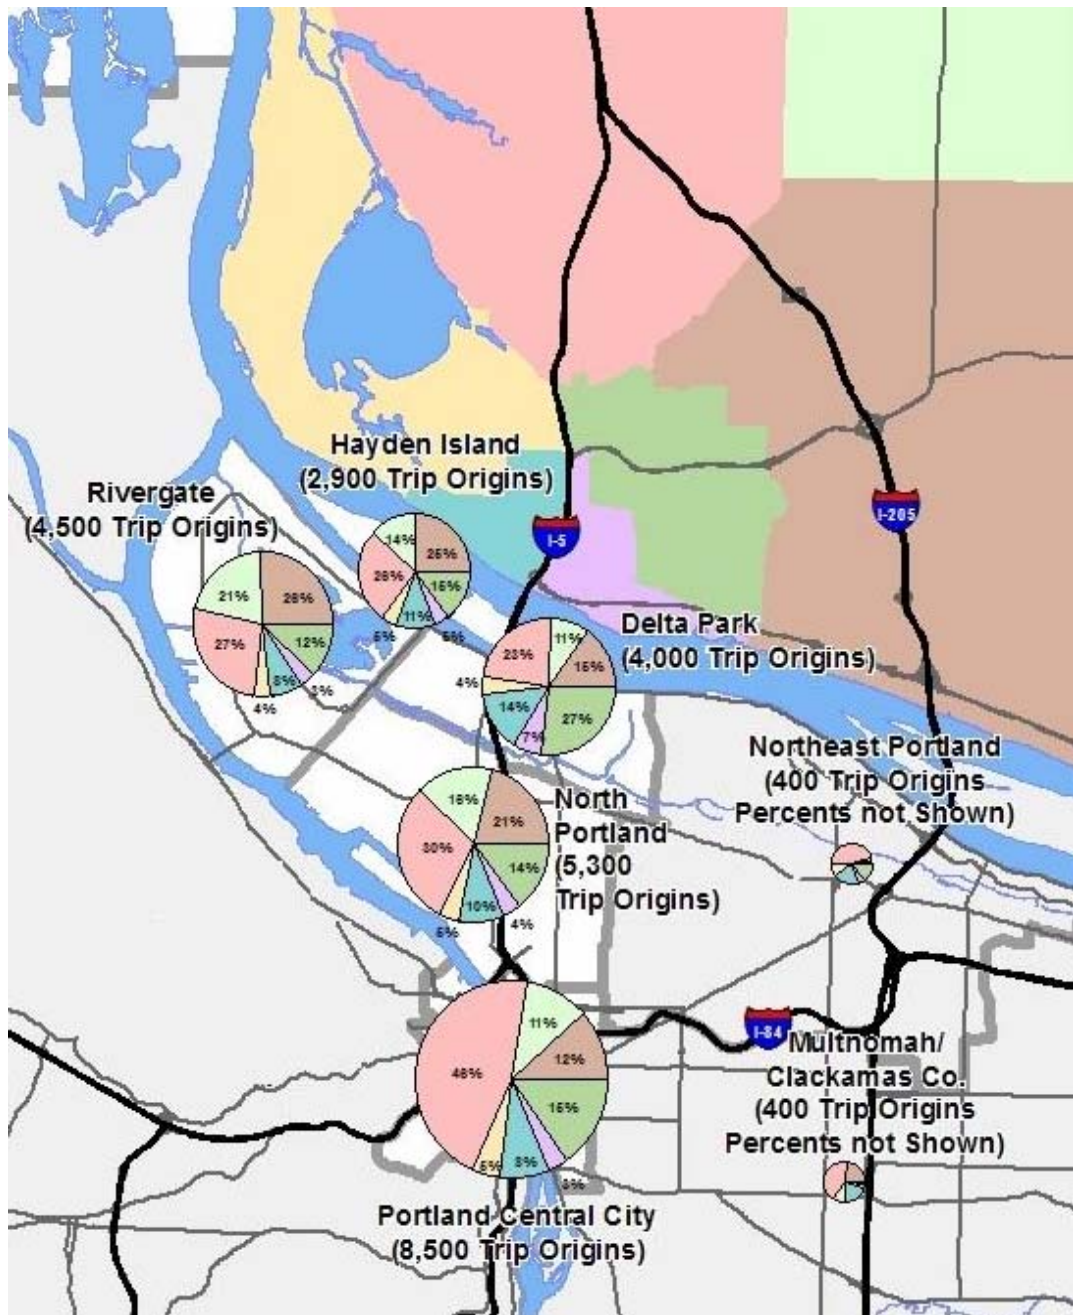 Hayden Island
(2,900 Trip Origins)
Rivergate
(4,500 Trip Origins)
I-5
I-205
14%
25%
26%
15%
5%
11%
5%
21%
26%
27%
12%
4%
8%
3%
Delta Park
(4,000 Trip Origins)
11%
23%
15%
4%
14%
7%
27%
Northeast Portland
(400 Trip Origins
Percents not Shown)
North
Portland
(5,300
Trip Origins)
16%
21%
30%
14%
5%
10%
4%
I-84
Multnomah/
Clackamas Co.
(400 Trip Origins
Percents not Shown)
11%
12%
46%
15%
5%
8%
3%
Portland Central City
(8,500 Trip Origins)